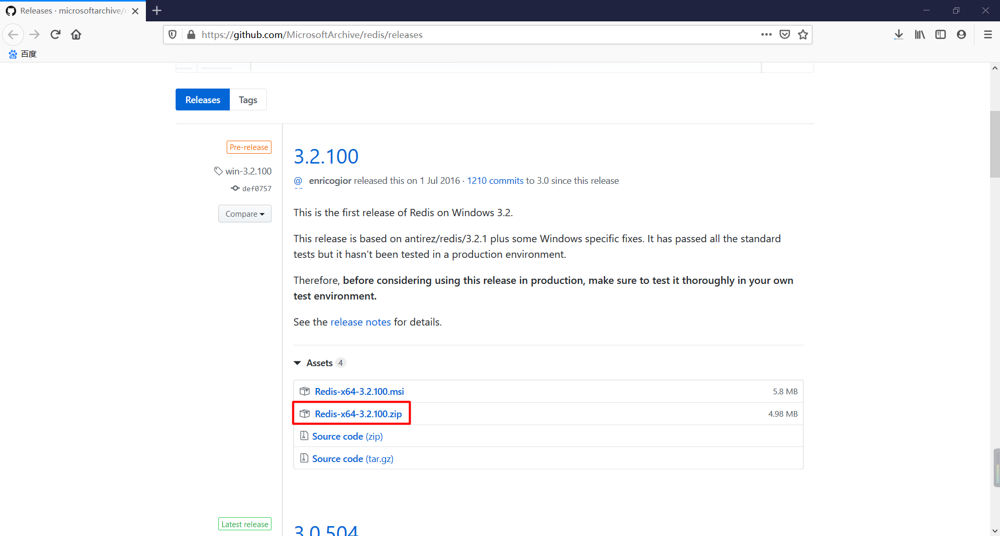 Releases · microsoftarchive/r
https://github.com/MicrosoftArchive/redis/releases
百度
Releases
Tags
Pre-release
win-3.2.100
def0757
Compare
3.2.100
@
enricogior released this on 1 Jul 2016 · 1210 commits to 3.0 since this release
This is the first release of Redis on Windows 3.2.
This release is based on antirez/redis/3.2.1 plus some Windows specific fixes. It has passed all the standard
tests but it hasn't been tested in a production environment.
Therefore, before considering using this release in production, make sure to test it thoroughly in your own
test environment.
See the release notes for details.
Assets 4
Redis-x64-3.2.100.msi 5.8 MB
Redis-x64-3.2.100.zip 4.98 MB
Source code (zip)
Source code (tar.gz)
Latest release
3.0.504